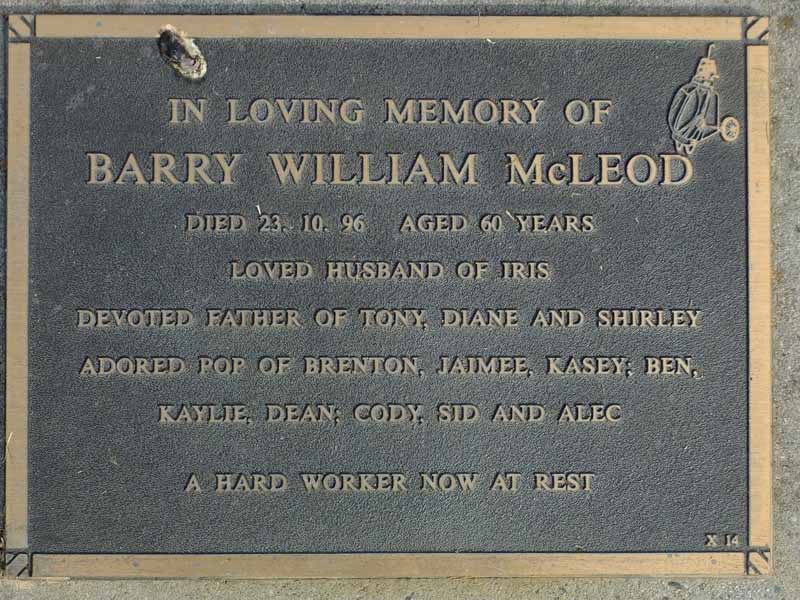 IN LOVING MEMORY OF
BARRY WILLIAM McLEOD
DIED 23. 10. 96 AGED 60 YEARS
LOVED HUSBAND OF IRIS
DEVOTED FATHER OF TONY, DIANE AND SHIRLEY
ADORED POP OF BRENTON, JAIMEE, KASEY; BEN,
KAYLIE, DEAN; CODY, SID AND ALEC
A HARD WORKER NOW AT REST
X 14